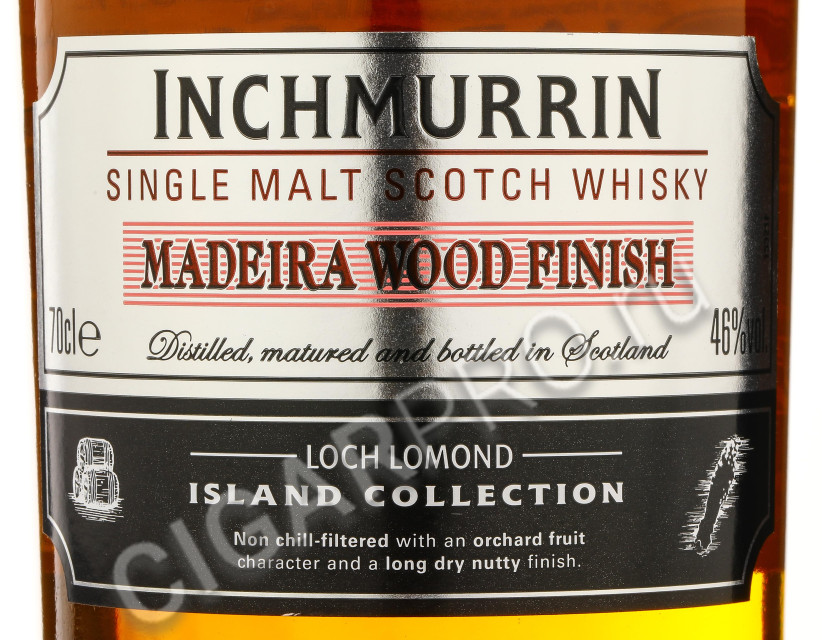 INCHMURRIN
SINGLE MALT SCOTCH WHISKY
MADEIRA WOOD FINISH
70cl e
Distilled, matured and bottled in Scotland
46%vol.
LOCH LOMOND
ISLAND COLLECTION
Non chill-filtered with an orchard fruit
character and a long dry nutty finish.
CIGARPRO.ru